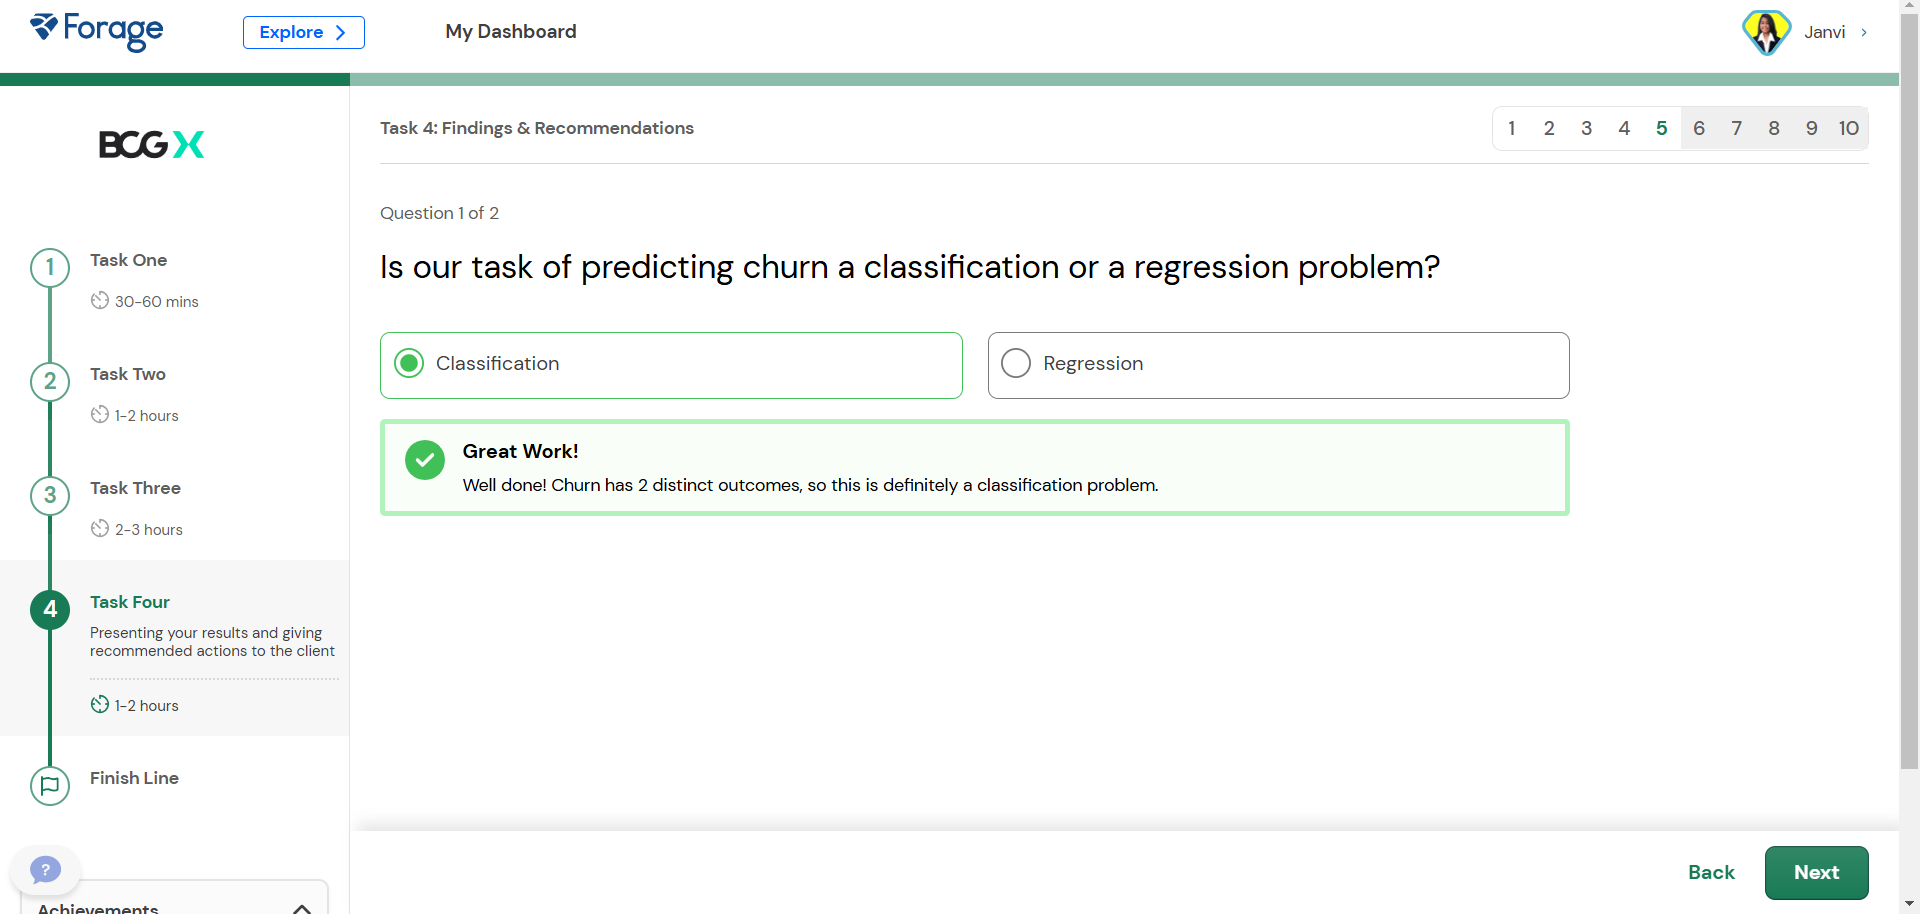 Forage
Explore
My Dashboard
Janvi
BCG X
Task 4: Findings & Recommendations
1 2 3 4 5 6 7 8 9 10
Question 1 of 2
Is our task of predicting churn a classification or a regression problem?
Classification
Regression
Great Work!
Well done! Churn has 2 distinct outcomes, so this is definitely a classification problem.
1
Task One
30-60 mins
2
Task Two
1-2 hours
3
Task Three
2-3 hours
4
Task Four
Presenting your results and giving
recommended actions to the client
1-2 hours
Finish Line
?
Achievements
Back
Next